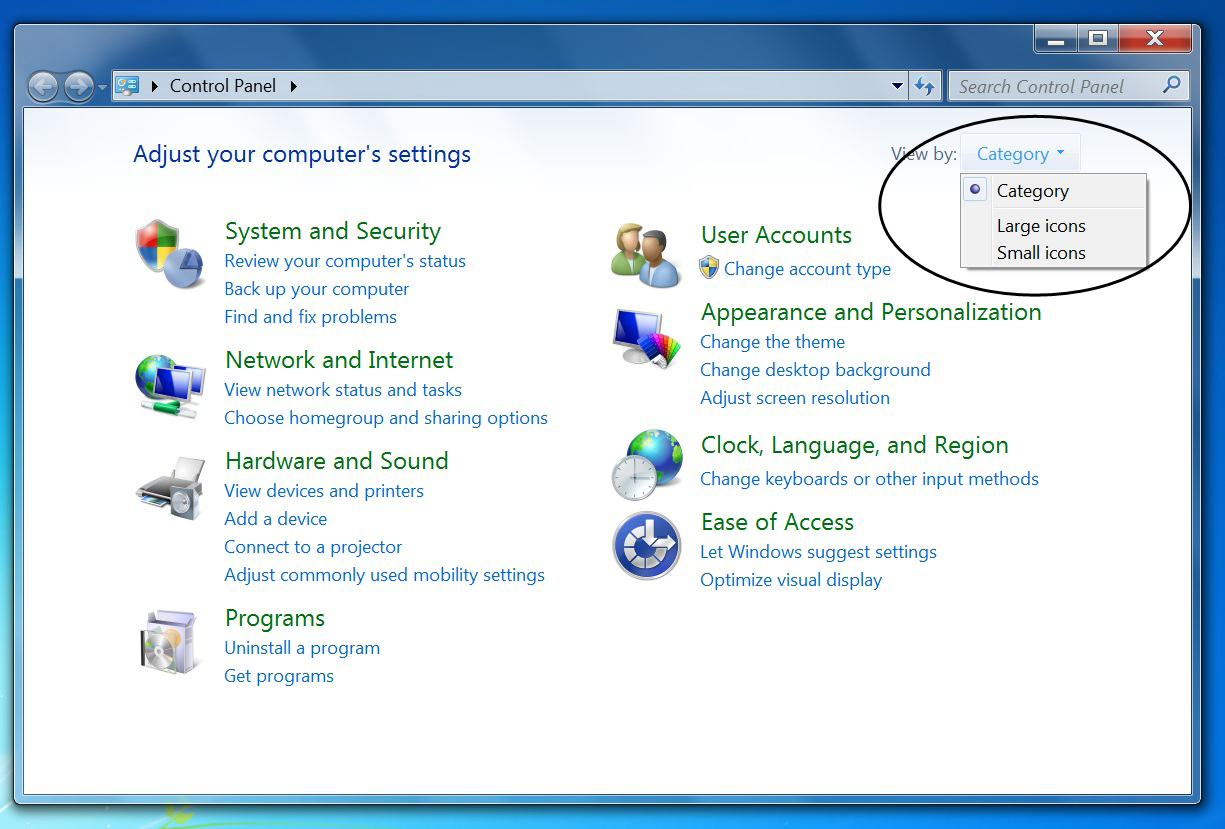 Control Panel
Search Control Panel
Adjust your computer's settings
View by: Category
Category
Large icons
Small icons
System and Security
Review your computer's status
Back up your computer
Find and fix problems
Network and Internet
View network status and tasks
Choose homegroup and sharing options
Hardware and Sound
View devices and printers
Add a device
Connect to a projector
Adjust commonly used mobility settings
Programs
Uninstall a program
Get programs
User Accounts
Change account type
Appearance and Personalization
Change the theme
Change desktop background
Adjust screen resolution
Clock, Language, and Region
Change keyboards or other input methods
Ease of Access
Let Windows suggest settings
Optimize visual display